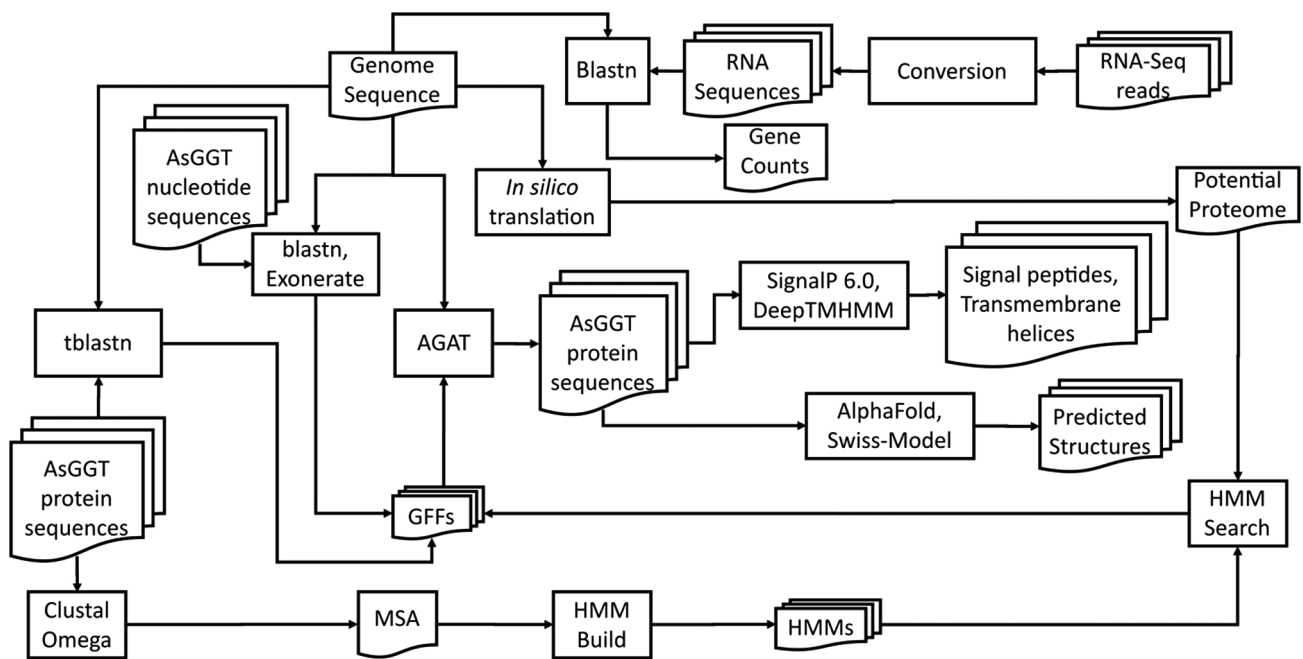 Genome
Sequence
Blastn
RNA
Sequences
Conversion
RNA-Seq
reads
Gene
Counts
AsGGT
nucleotide
sequences
In silico
translation
Potential
Proteome
blastn,
Exonerate
SignalP 6.0,
DeepTMHMM
Signal peptides,
Transmembrane
helices
tblastn
AGAT
AsGGT
protein
sequences
AlphaFold,
Swiss-Model
Predicted
Structures
AsGGT
protein
sequences
GFFs
HMM
Search
Clustal
Omega
MSA
HMM
Build
HMMs